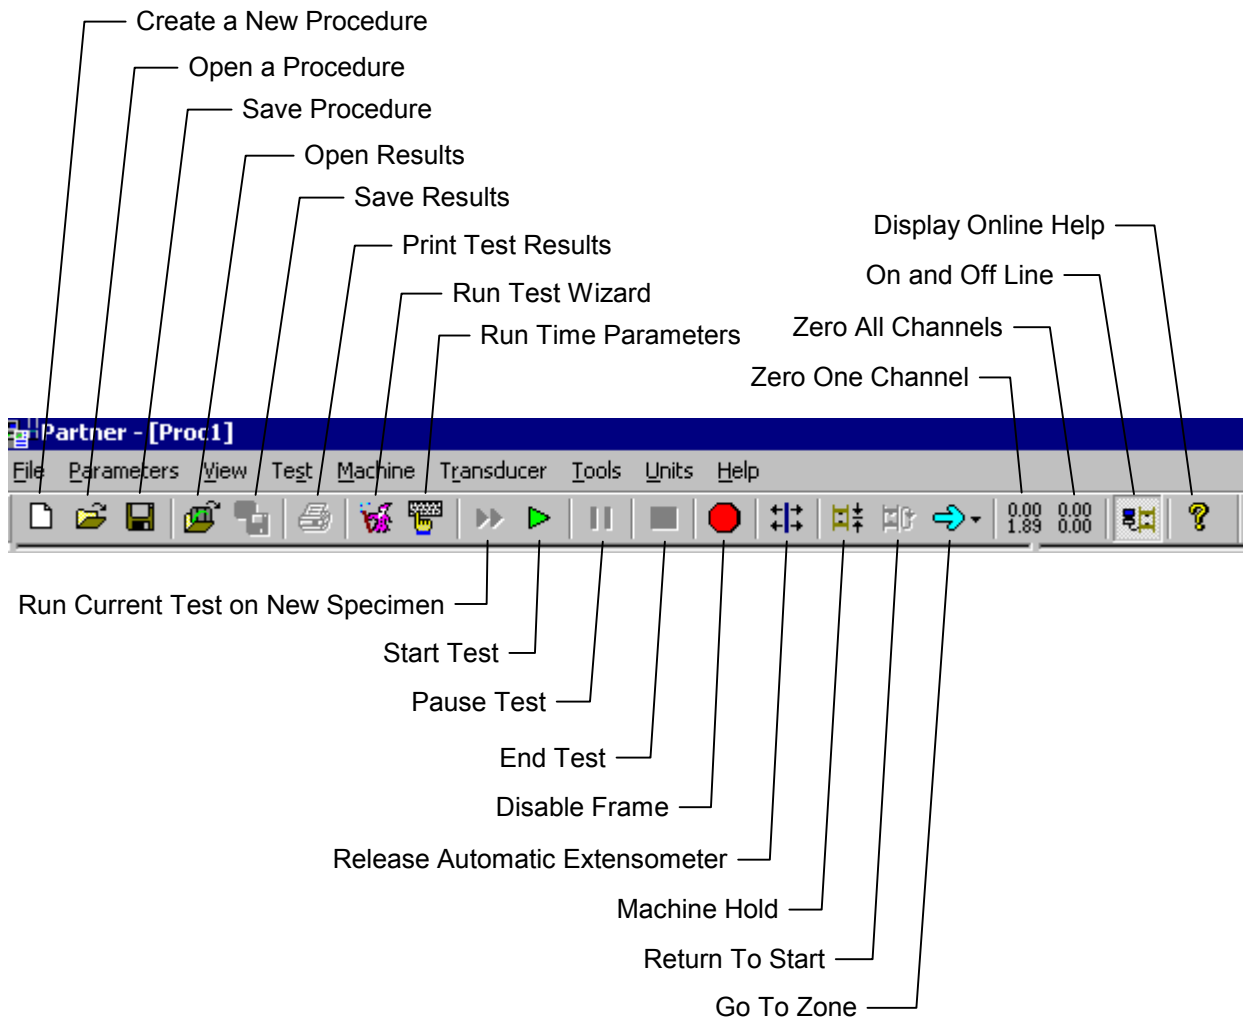 Create a New Procedure
Open a Procedure
Save Procedure
Open Results
Save Results
Print Test Results
Run Test Wizard
Run Time Parameters
Display Online Help
On and Off Line
Zero All Channels
Zero One Channel
Partner - [Proc1]
File Parameters View Test Machine Transducer Tools Units Help
0.00 0.00
1.89 0.00
?
Run Current Test on New Specimen
Start Test
Pause Test
End Test
Disable Frame
Release Automatic Extensometer
Machine Hold
Return To Start
Go To Zone